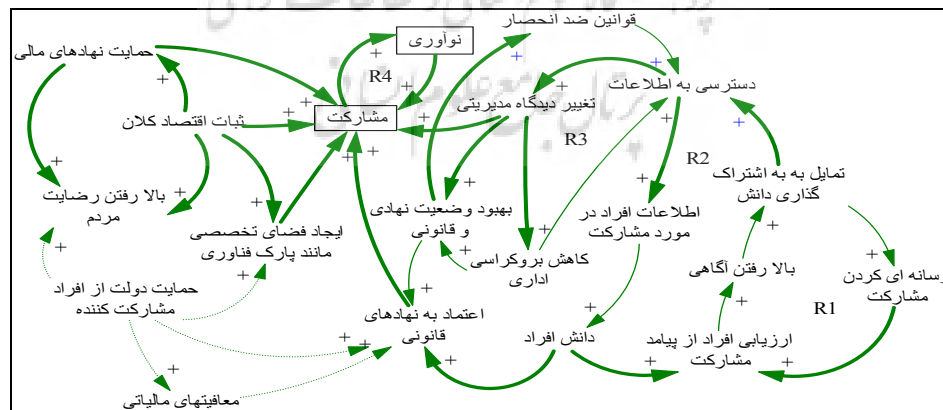 قوانین ضد انحصار
نوآوری
حمایت نهادهای مالی
R4
دسترسی به اطلاعات
تغییر دیدگاه مدیریتی
مشارکت
ثبات اقتصاد کلان
R3
R2
تمایل به به اشتراک
گذاری دانش
بالا رفتن رضایت
مردم
بهبود وضعیت نهادی
و قانونی
اطلاعات افراد در
مورد مشارکت
ایجاد فضای تخصصی
مانند پارک فناوری
کاهش بروکراسی
اداری
بالا رفتن آگاهی
رسانه ای کردن
مشارکت
حمایت دولت از افراد
مشارکت کننده
R1
اعتماد به نهادهای
قانونی
دانش افراد
ارزیابی افراد از پیامد
مشارکت
معافیتهای مالیاتی